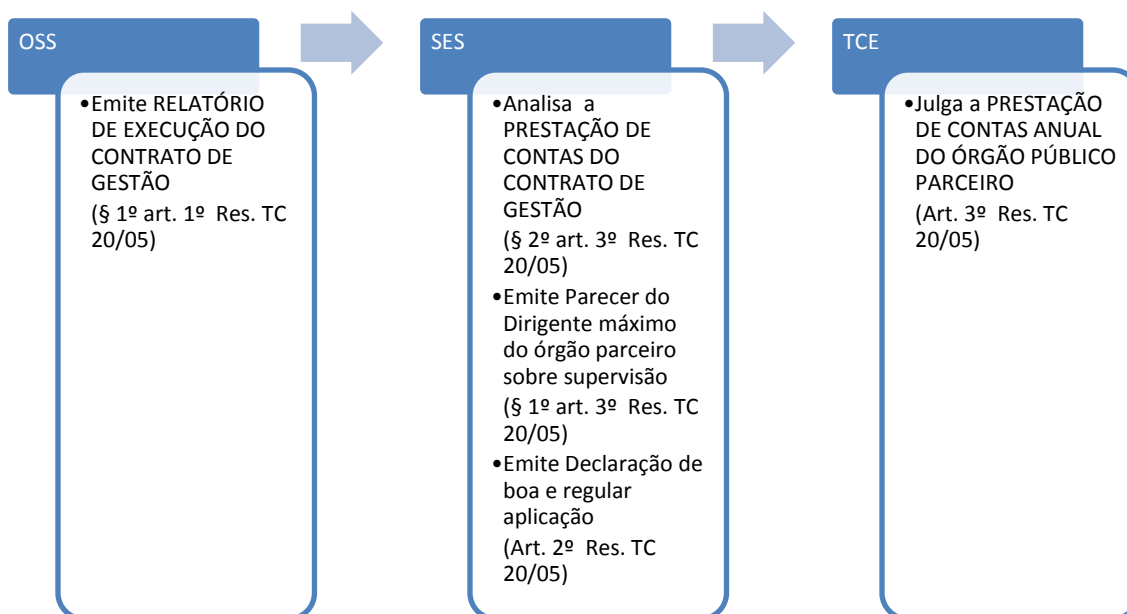 OSS
•Emite RELATÓRIO
DE EXECUÇÃO DO
CONTRATO DE
GESTÃO
(§ 1º art. 1º Res. TC
20/05)
SES
•Analisa a
PRESTAÇÃO DE
CONTAS DO
CONTRATO DE
GESTÃO
(§ 2º art. 3º Res. TC
20/05)
•Emite Parecer do
Dirigente máximo
do órgão parceiro
sobre supervisão
(§ 1º art. 3º Res. TC
20/05)
•Emite Declaração de
boa e regular
aplicação
(Art. 2º Res. TC
20/05)
TCE
•Julga a PRESTAÇÃO
DE CONTAS ANUAL
DO ÓRGÃO PÚBLICO
PARCEIRO
(Art. 3º Res. TC
20/05)